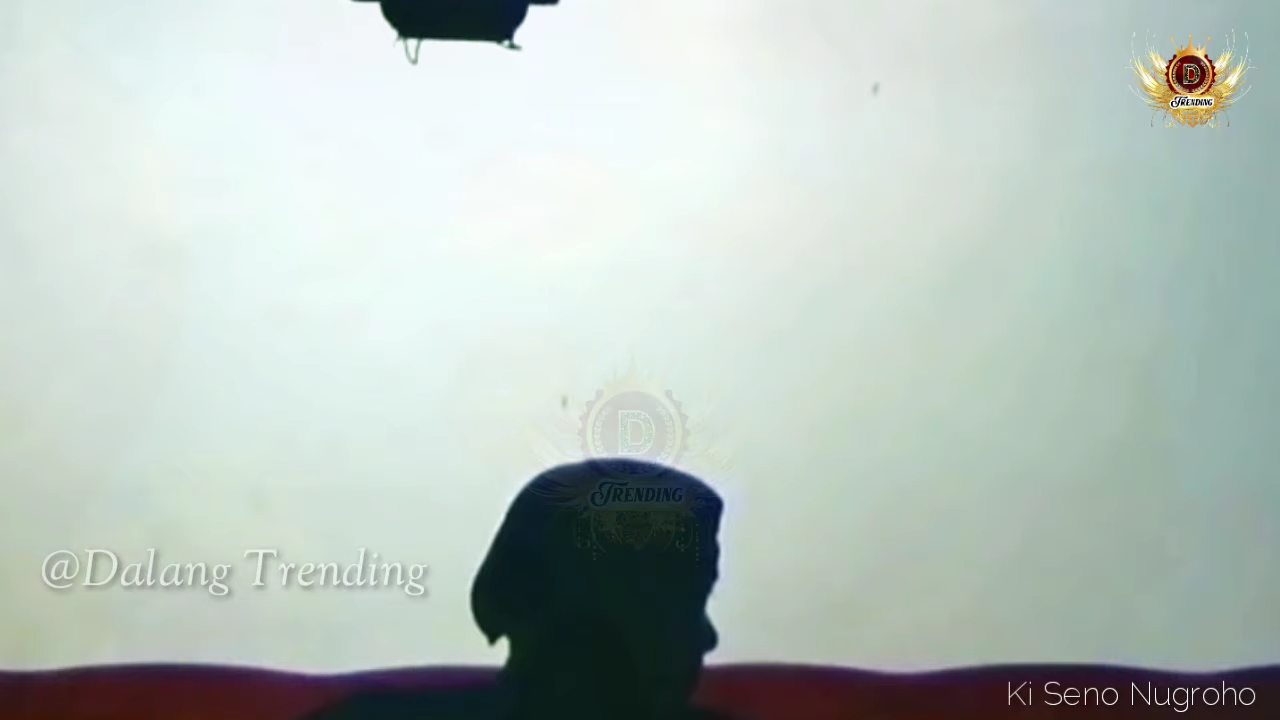 D
TRENDING
D
TRENDING
@Dalang Trending
Ki Seno Nugroho